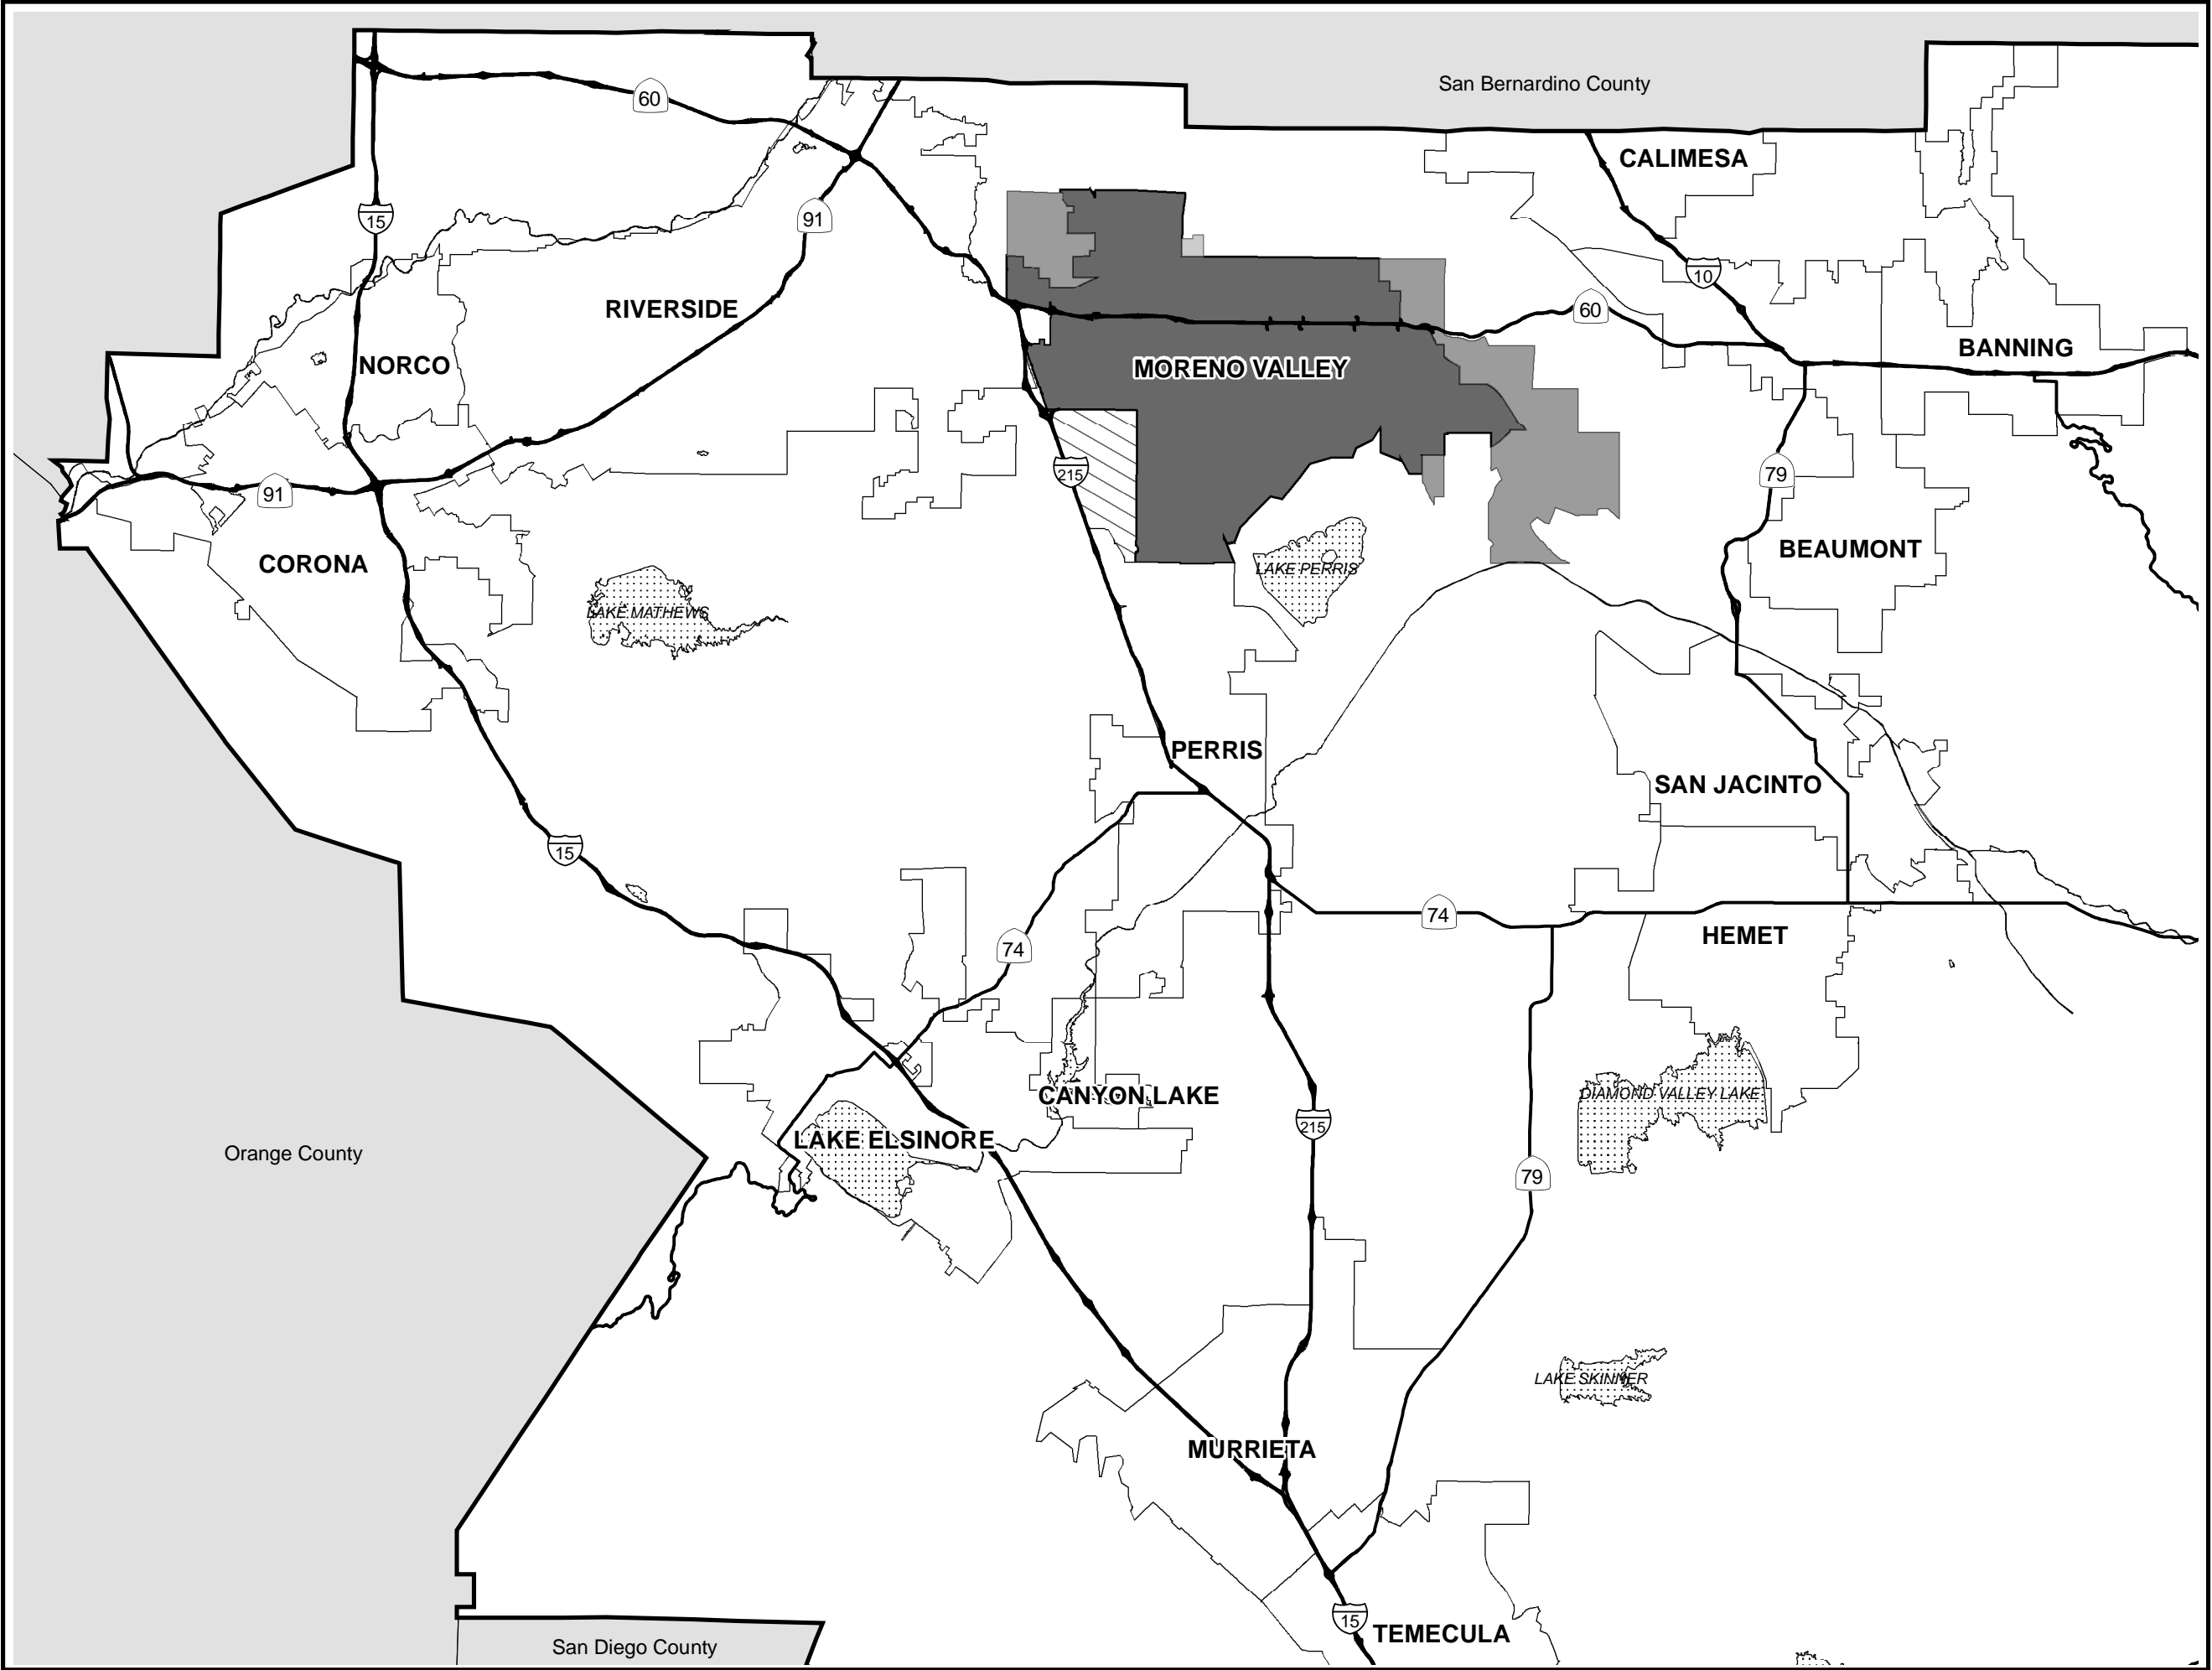 San Bernardino County
60
CALIMESA
15
91
10
RIVERSIDE
60
NORCO
MORENO VALLEY
BANNING
215
79
91
BEAUMONT
CORONA
LAKE PERRIS
LAKE MATHEWS
PERRIS
SAN JACINTO
15
74
74
HEMET
CANYON LAKE
DIAMOND VALLEY LAKE
215
LAKE ELSINORE
Orange County
79
LAKE SKINNER
MURRIETA
15
TEMECULA
San Diego County